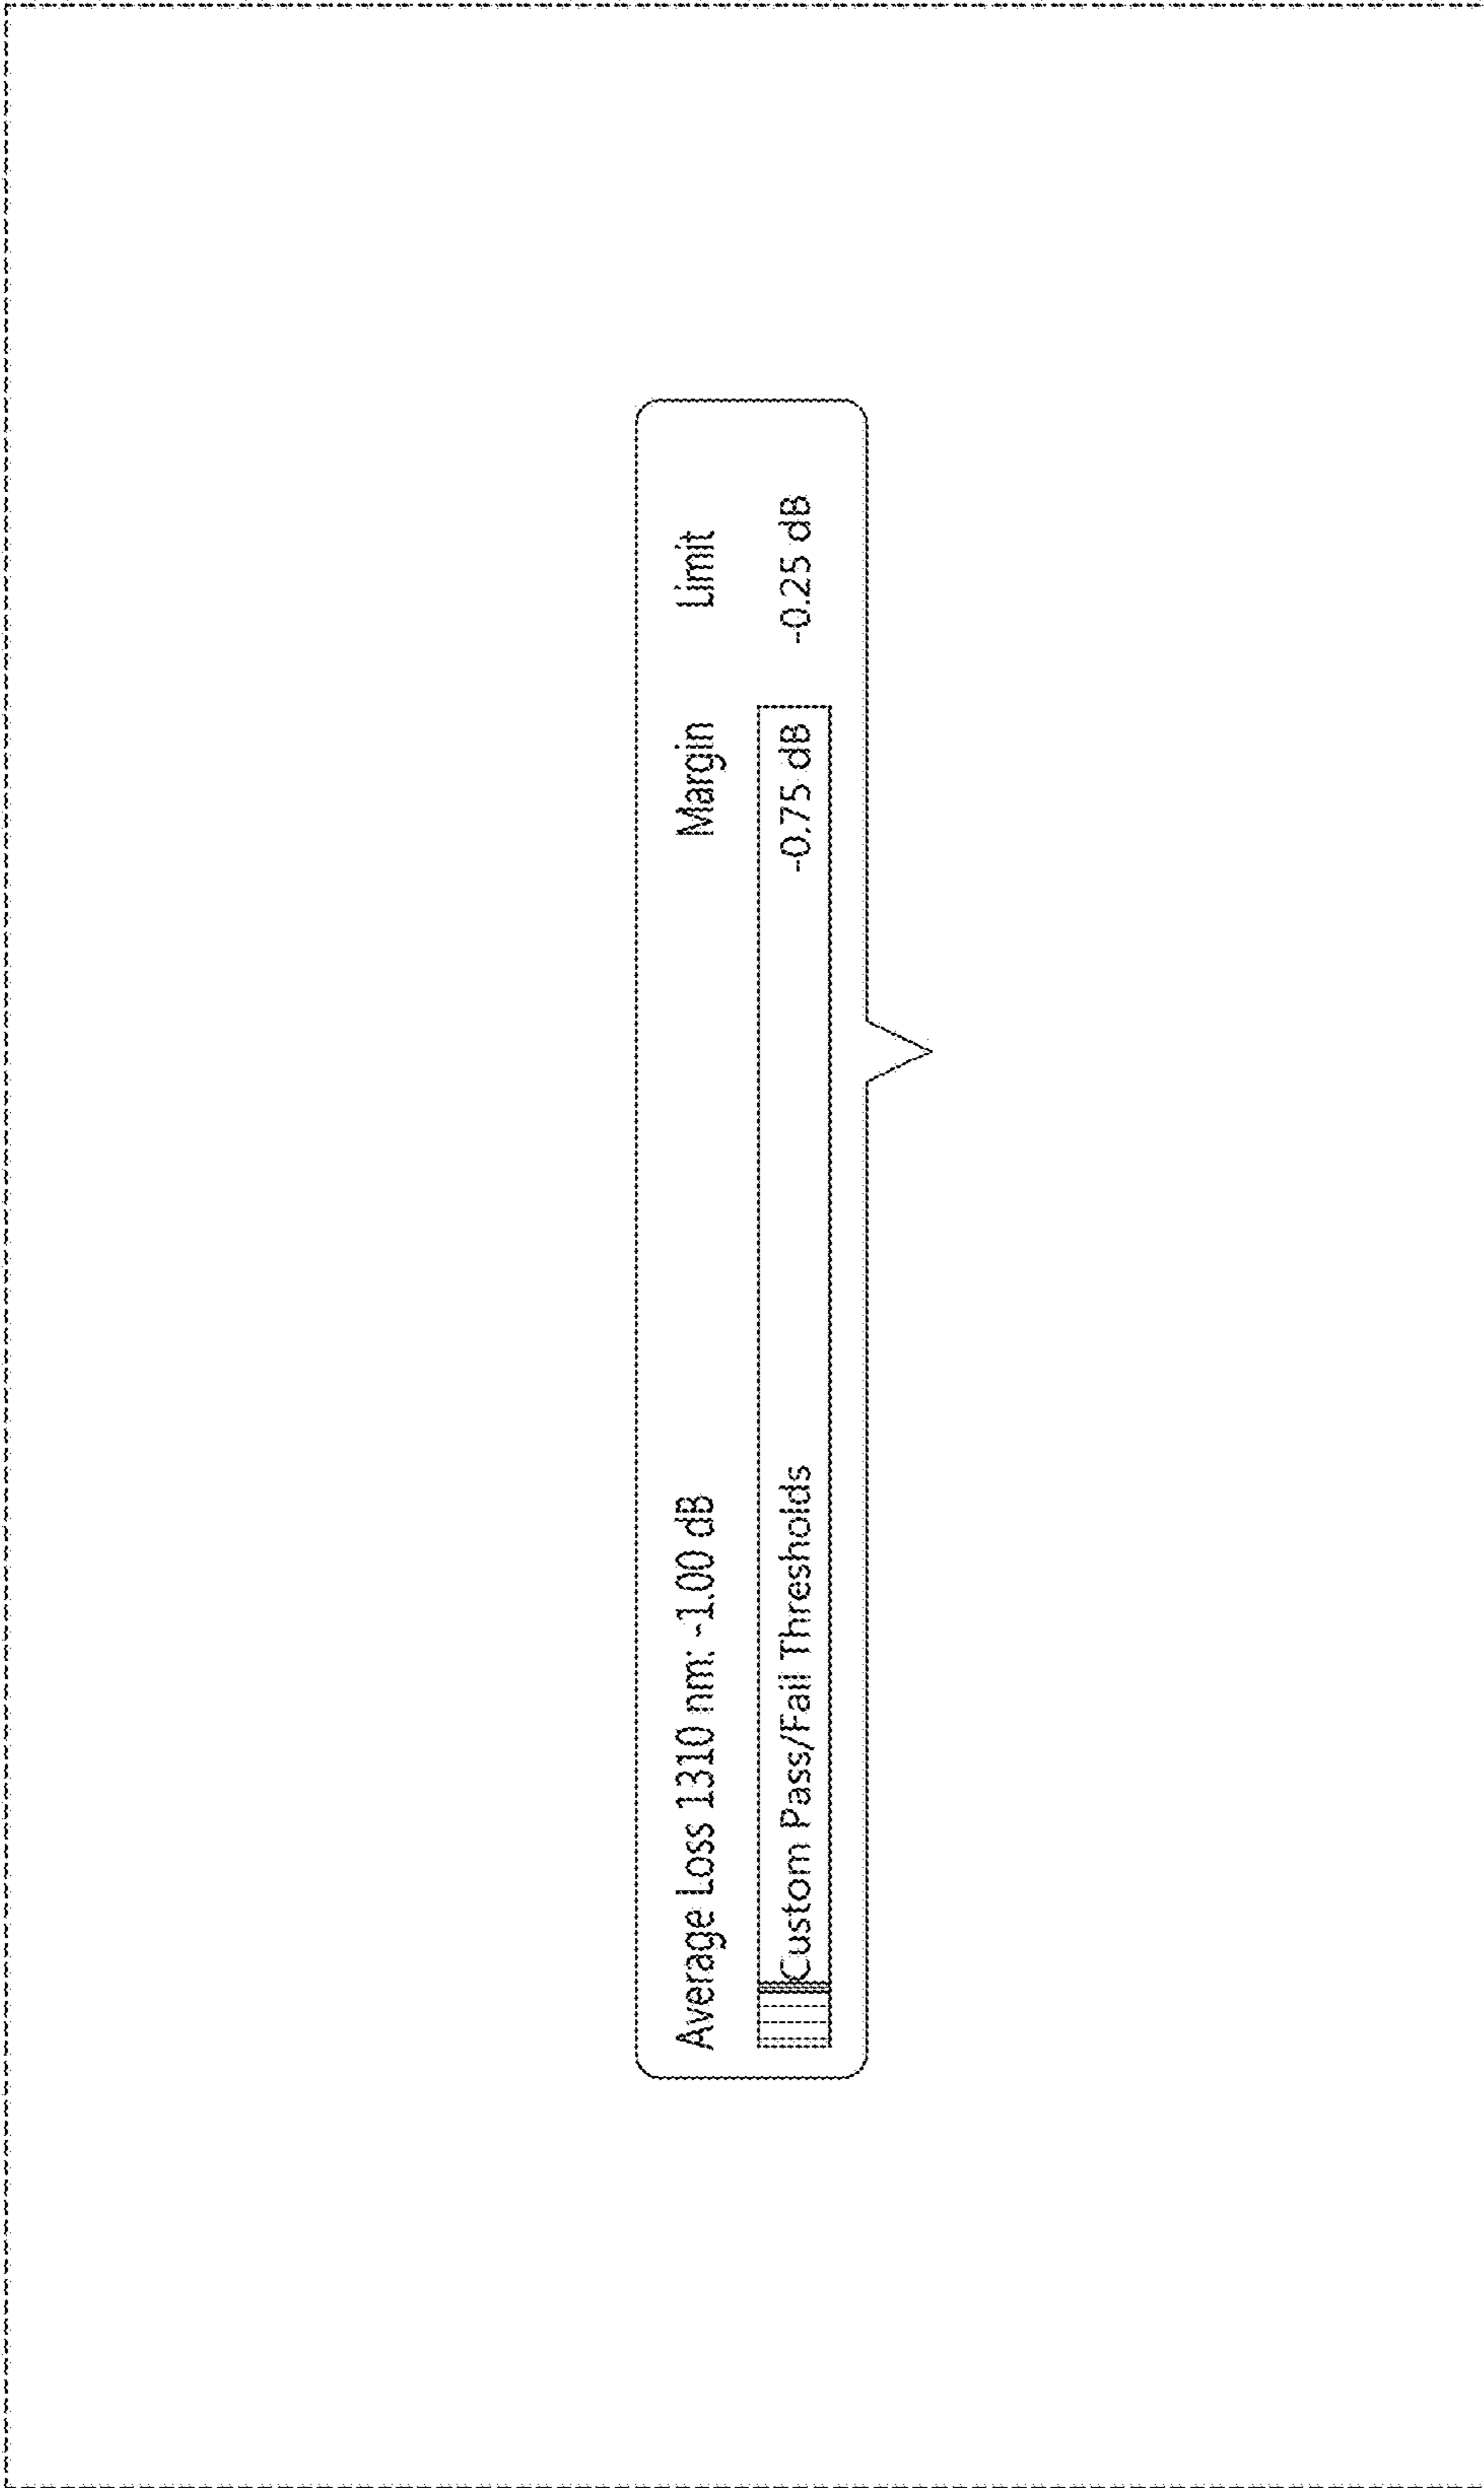 Average Loss 1310 nm: -1.00 dB Margin Limit
Custom Pass/Fail Thresholds -0.75 dB -0.25 dB